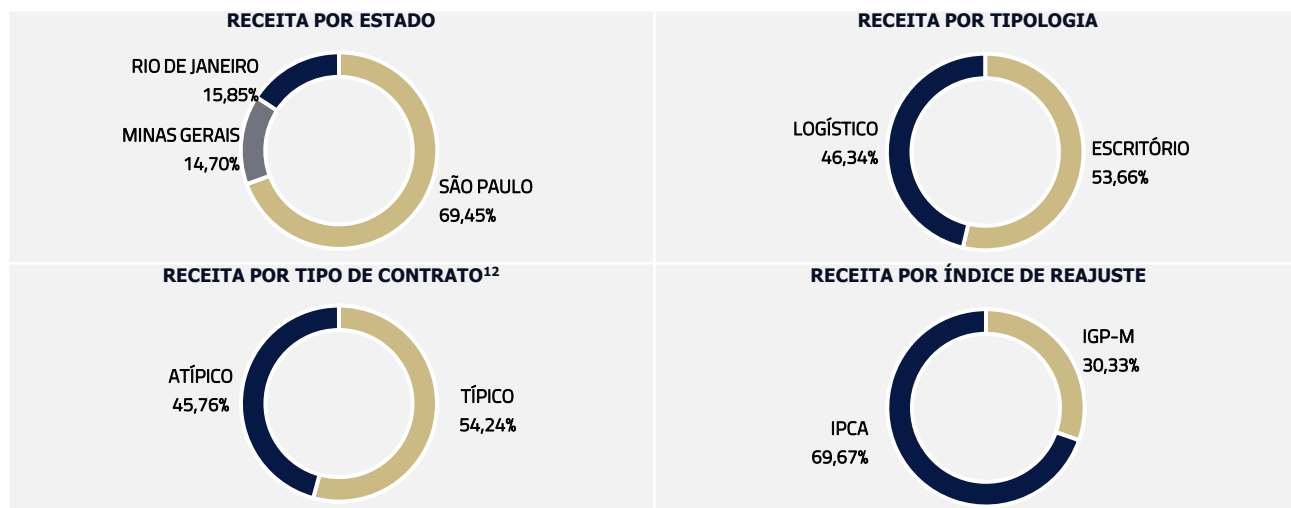 RECEITA POR ESTADO
RIO DE JANEIRO
15,85%
MINAS GERAIS
14,70%
SÃO PAULO
69,45%
RECEITA POR TIPOLOGIA
LOGÍSTICO
46,34%
ESCRITÓRIO
53,66%
RECEITA POR TIPO DE CONTRATO¹²
ATÍPICO
45,76%
TÍPICO
54,24%
RECEITA POR ÍNDICE DE REAJUSTE
IGP-M
30,33%
IPCA
69,67%